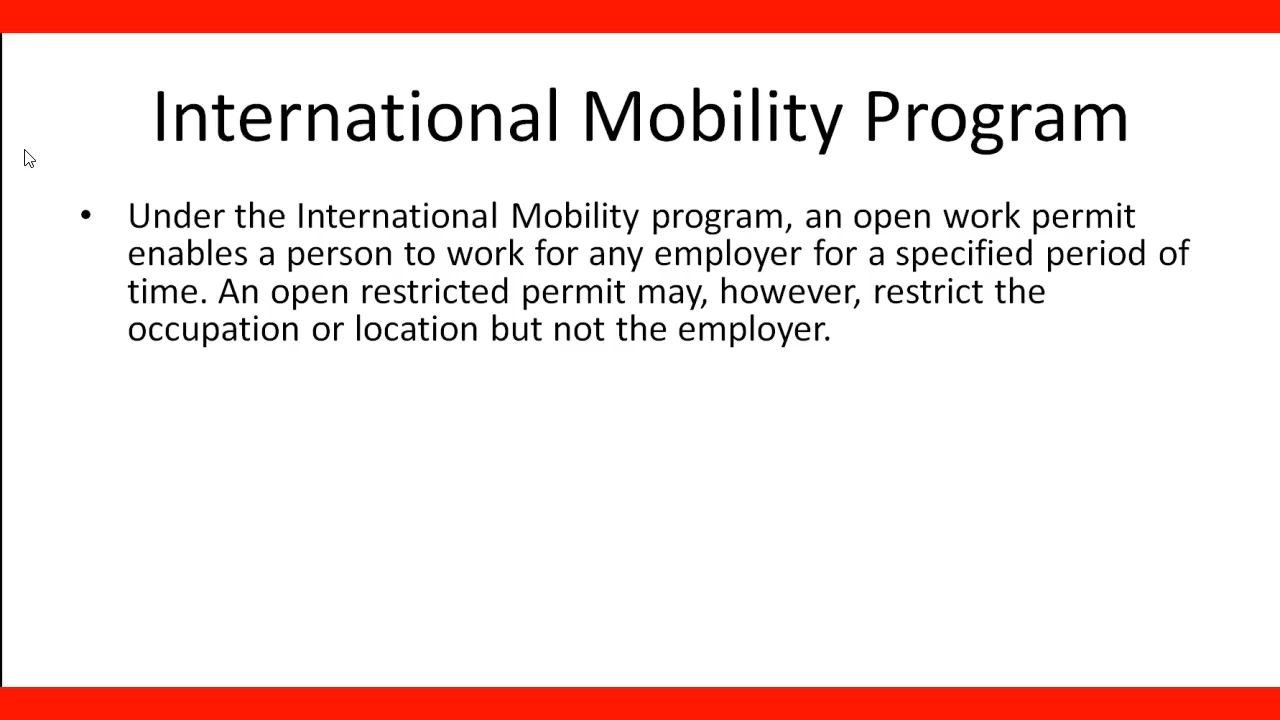 International Mobility Program
• Under the International Mobility program, an open work permit
enables a person to work for any employer for a specified period of
time. An open restricted permit may, however, restrict the
occupation or location but not the employer.